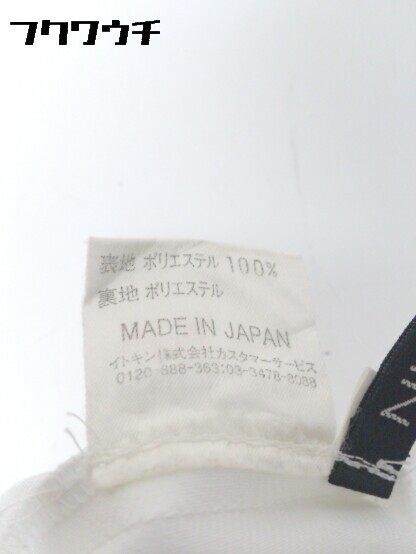 フクワウチ
表地 ポリエステル 100%
裏地 ポリエステル
MADE IN JAPAN
イトキン株式会社カスタマーサービス
0120-888-363:03-3478-8088